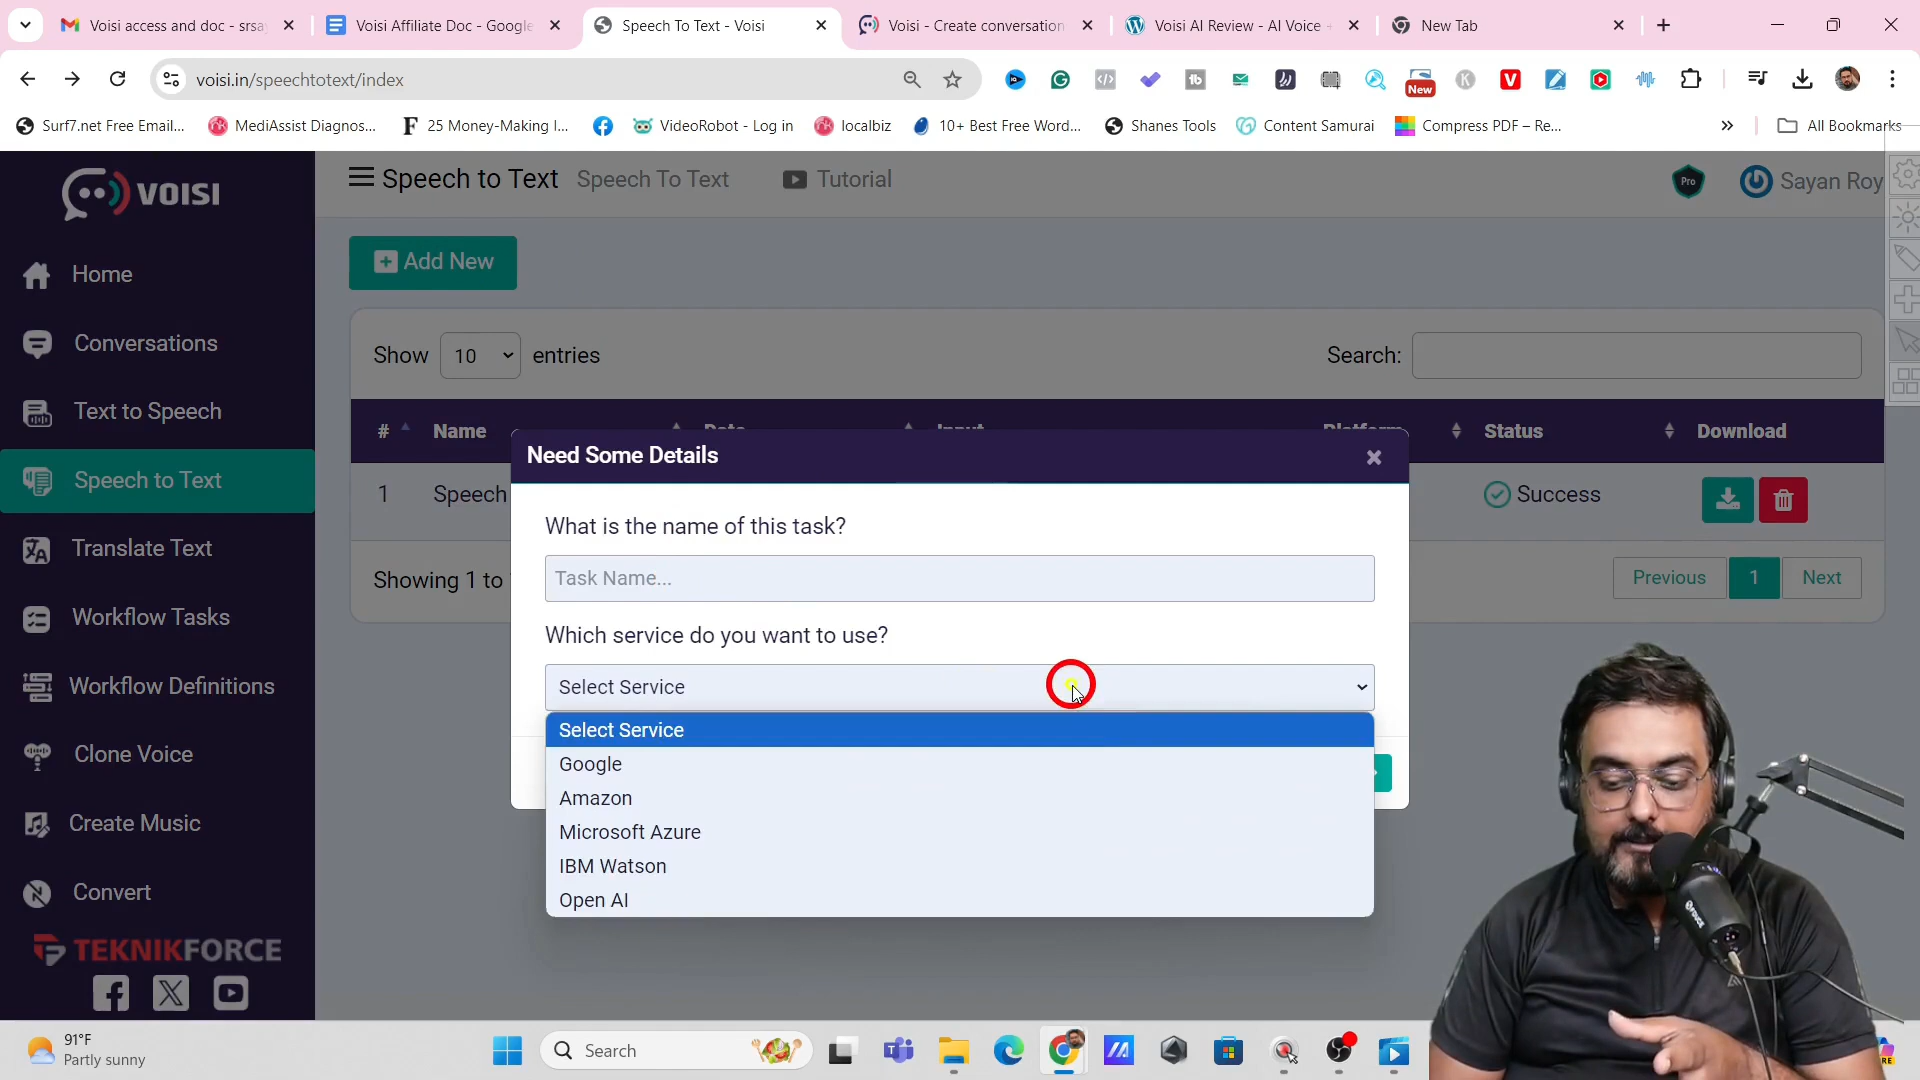 Voisi access and doc - srsa
Voisi Affiliate Doc - Google
Speech To Text - Voisi
Voisi - Create conversation
Voisi AI Review - AI Voice
New Tab
voisi.in/speechtotext/index
New
Surf7.net Free Email...
MediAssist Diagnos...
25 Money-Making I...
VideoRobot - Log in
localbiz
10+ Best Free Word...
Shanes Tools
Content Samurai
Compress PDF – Re...
All Bookmarks
VOISI
Speech to Text
Speech To Text
Tutorial
Pro
Sayan Roy
Home
Conversations
Text to Speech
Speech to Text
Translate Text
Workflow Tasks
Workflow Definitions
Clone Voice
Create Music
Convert
TEKNIKFORCE
Add New
Show 10 entries
Search:
# Name Date Input Platform Status Download
1 Speech Success
Showing 1 to
Previous 1 Next
Need Some Details
What is the name of this task?
Task Name...
Which service do you want to use?
Select Service
Select Service
Google
Amazon
Microsoft Azure
IBM Watson
Open AI
91°F
Partly sunny
Search